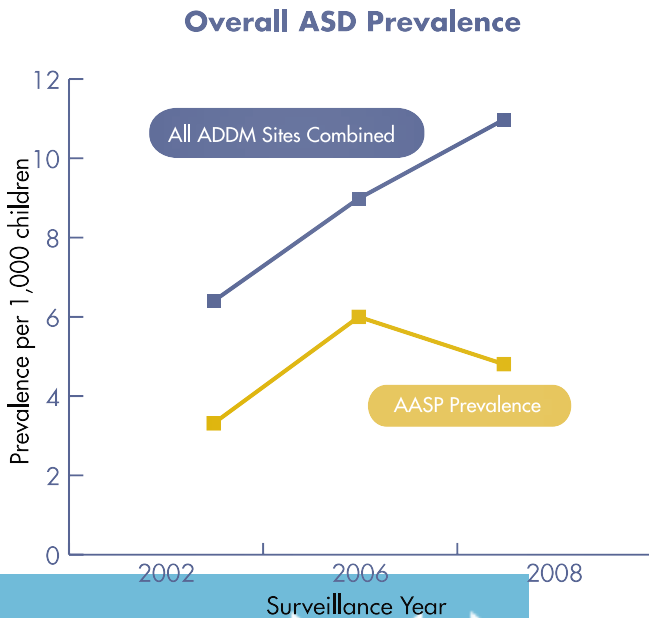 Overall ASD Prevalence
12
All ADDM Sites Combined
10
8
6
4
AASP Prevalence
2
0
Prevalence per 1,000 children
2002 2006 2008
Surveillance Year